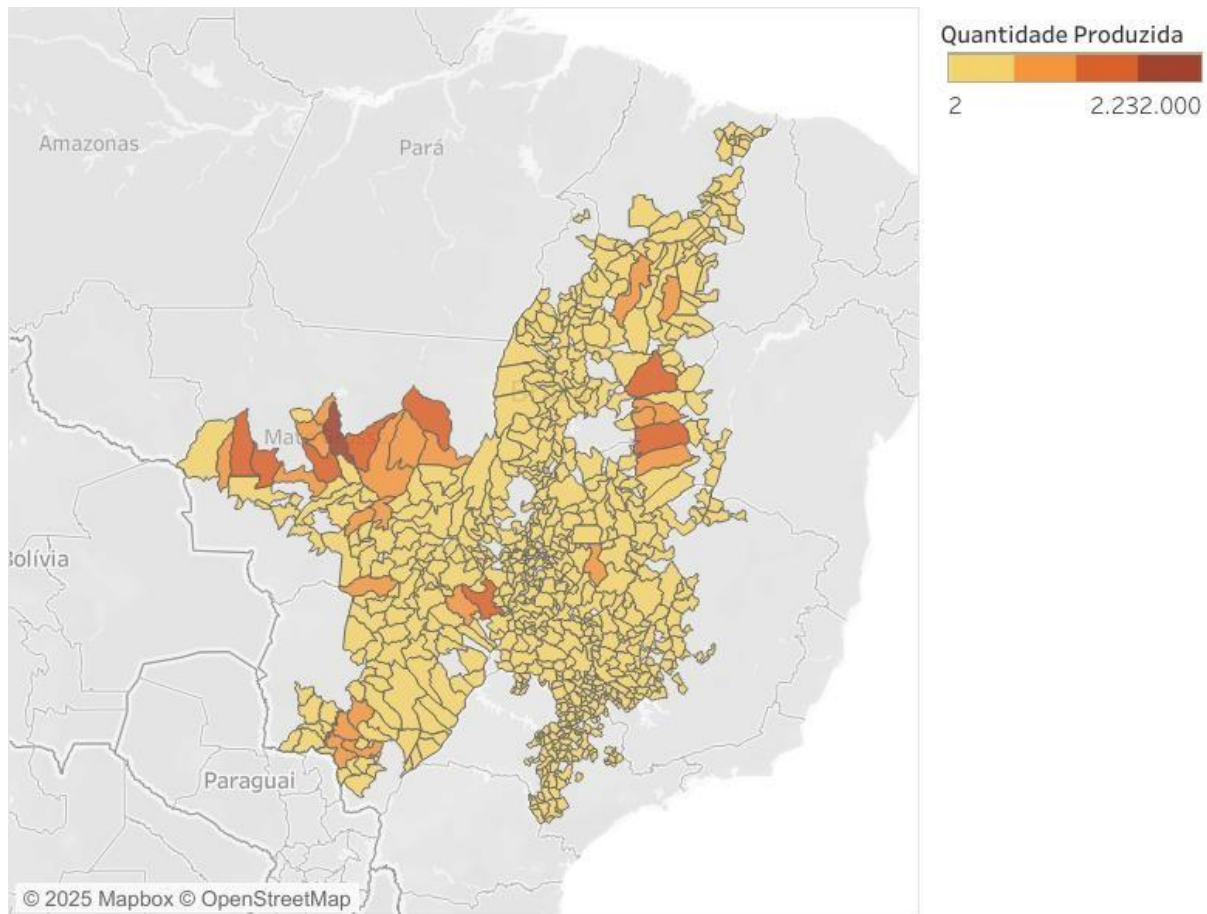 Quantidade Produzida
2 2.232.000
Amazonas
Pará
Bolívia
Paraguai
© 2025 Mapbox © OpenStreetMap